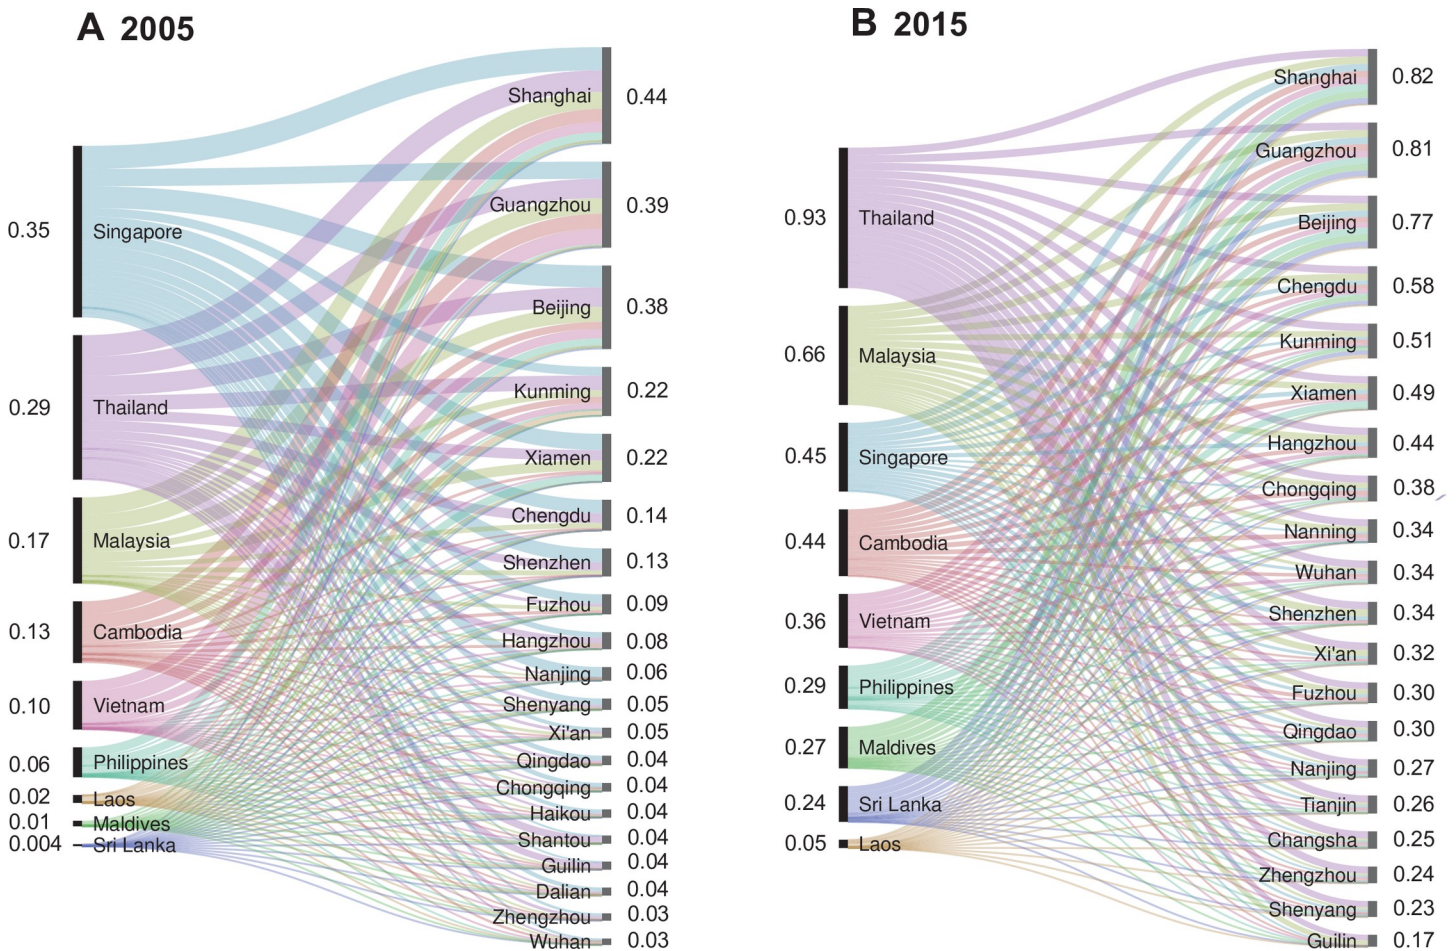 A 2005
0.35 Singapore
0.29 Thailand
0.17 Malaysia
0.13 Cambodia
0.10 Vietnam
0.06 Philippines
0.02 Laos
0.01 Maldives
0.004 Sri Lanka
Shanghai 0.44
Guangzhou 0.39
Beijing 0.38
Kunming 0.22
Xiamen 0.22
Chengdu 0.14
Shenzhen 0.13
Fuzhou 0.09
Hangzhou 0.08
Nanjing 0.06
Shenyang 0.05
Xi'an 0.05
Qingdao 0.04
Chongqing 0.04
Haikou 0.04
Shantou 0.04
Guilin 0.04
Dalian 0.04
Zhengzhou 0.03
Wuhan 0.03
B 2015
0.93 Thailand
0.66 Malaysia
0.45 Singapore
0.44 Cambodia
0.36 Vietnam
0.29 Philippines
0.27 Maldives
0.24 Sri Lanka
0.05 Laos
Shanghai 0.82
Guangzhou 0.81
Beijing 0.77
Chengdu 0.58
Kunming 0.51
Xiamen 0.49
Hangzhou 0.44
Chongqing 0.38
Nanning 0.34
Wuhan 0.34
Shenzhen 0.34
Xi'an 0.32
Fuzhou 0.30
Qingdao 0.30
Nanjing 0.27
Tianjin 0.26
Changsha 0.25
Zhengzhou 0.24
Shenyang 0.23
Guilin 0.17